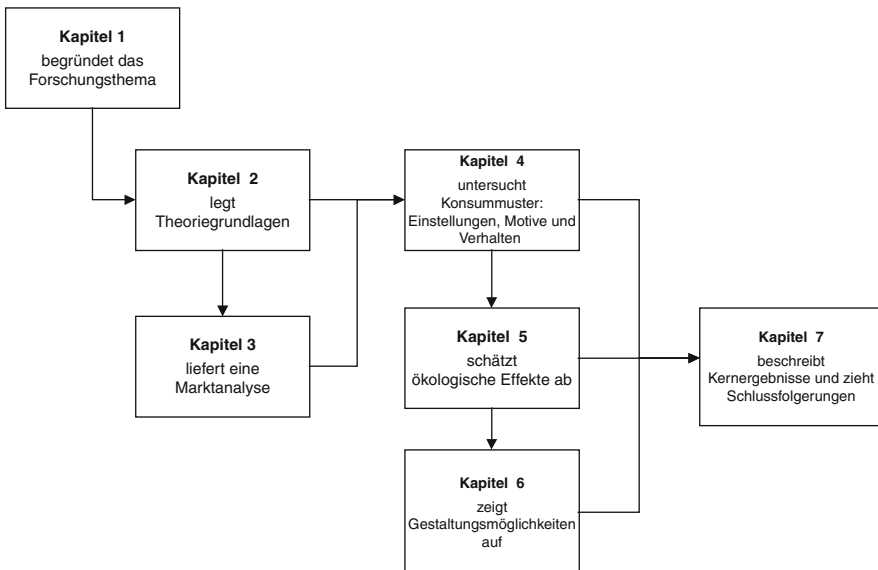 Kapitel 1
begründet das
Forschungsthema
Kapitel 2
legt
Theoriegrundlagen
Kapitel 3
liefert eine
Marktanalyse
Kapitel 4
untersucht
Konsummuster:
Einstellungen, Motive und
Verhalten
Kapitel 5
schätzt
ökologische Effekte ab
Kapitel 6
zeigt
Gestaltungsmöglichkeiten
auf
Kapitel 7
beschreibt
Kernergebnisse und zieht
Schlussfolgerungen